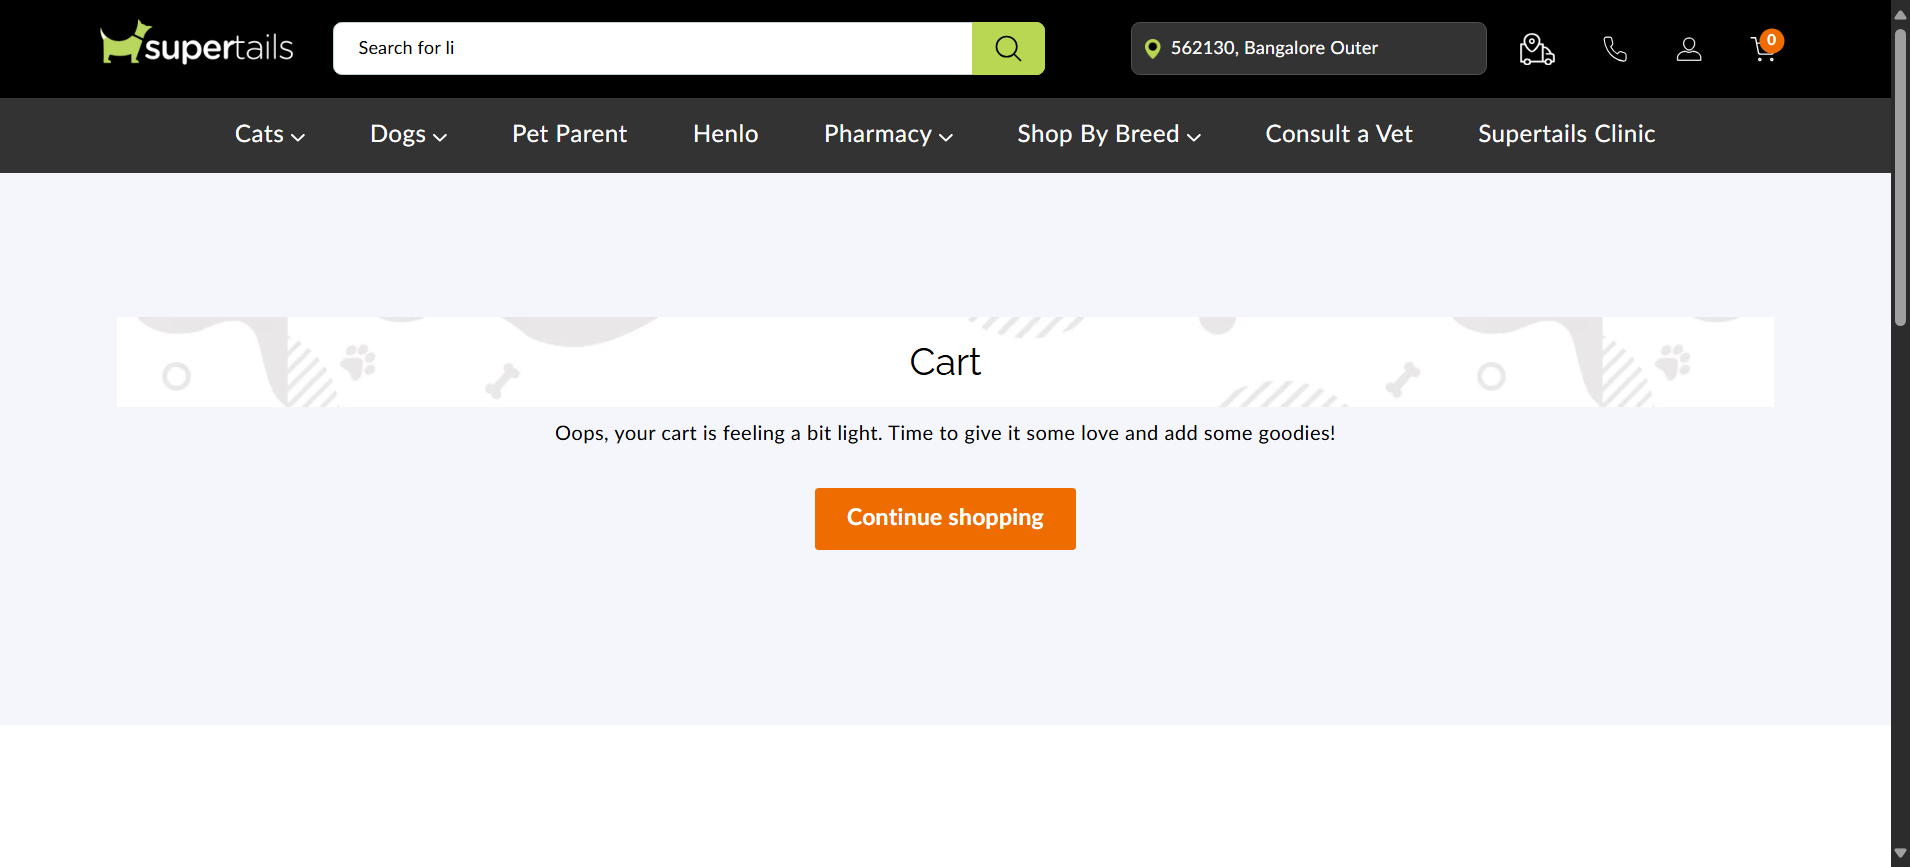 supertails
Search for li
562130, Bangalore Outer
0
Cats
Dogs
Pet Parent
Henlo
Pharmacy
Shop By Breed
Consult a Vet
Supertails Clinic
Cart
Oops, your cart is feeling a bit light. Time to give it some love and add some goodies!
Continue shopping